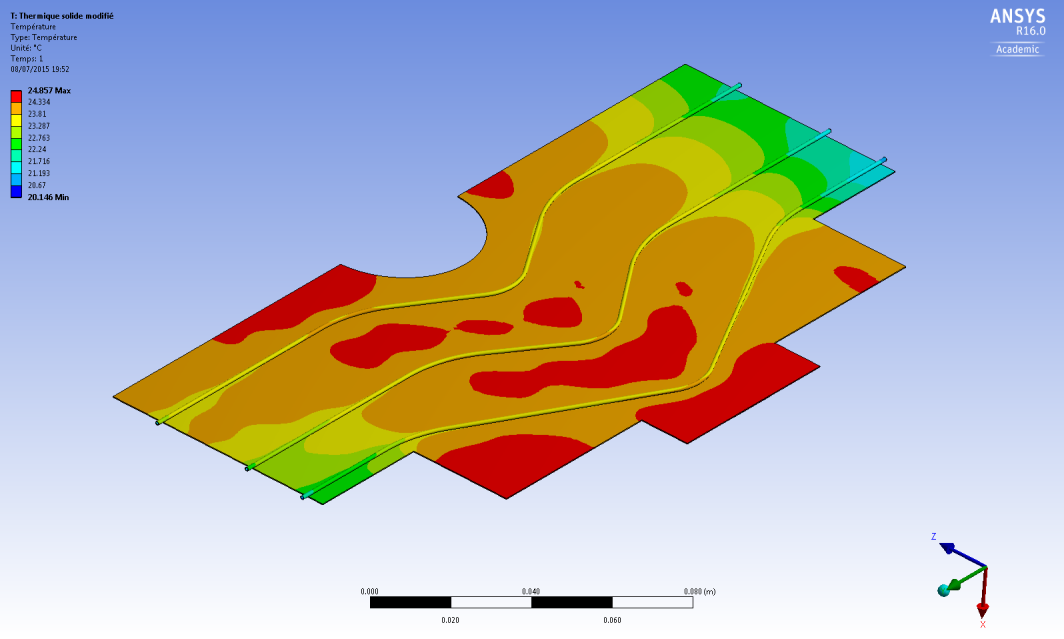 T: Thermique solide modifié
Température
Type: Température
Unité: °C
Temps: 1
08/07/2015 19:52
24.857 Max
24.334
23.81
23.287
22.763
22.24
21.716
21.193
20.67
20.146 Min
ANSYS
R16.0
Academic
0.000
0.040
0.080 (m)
0.020
0.060
Z
X